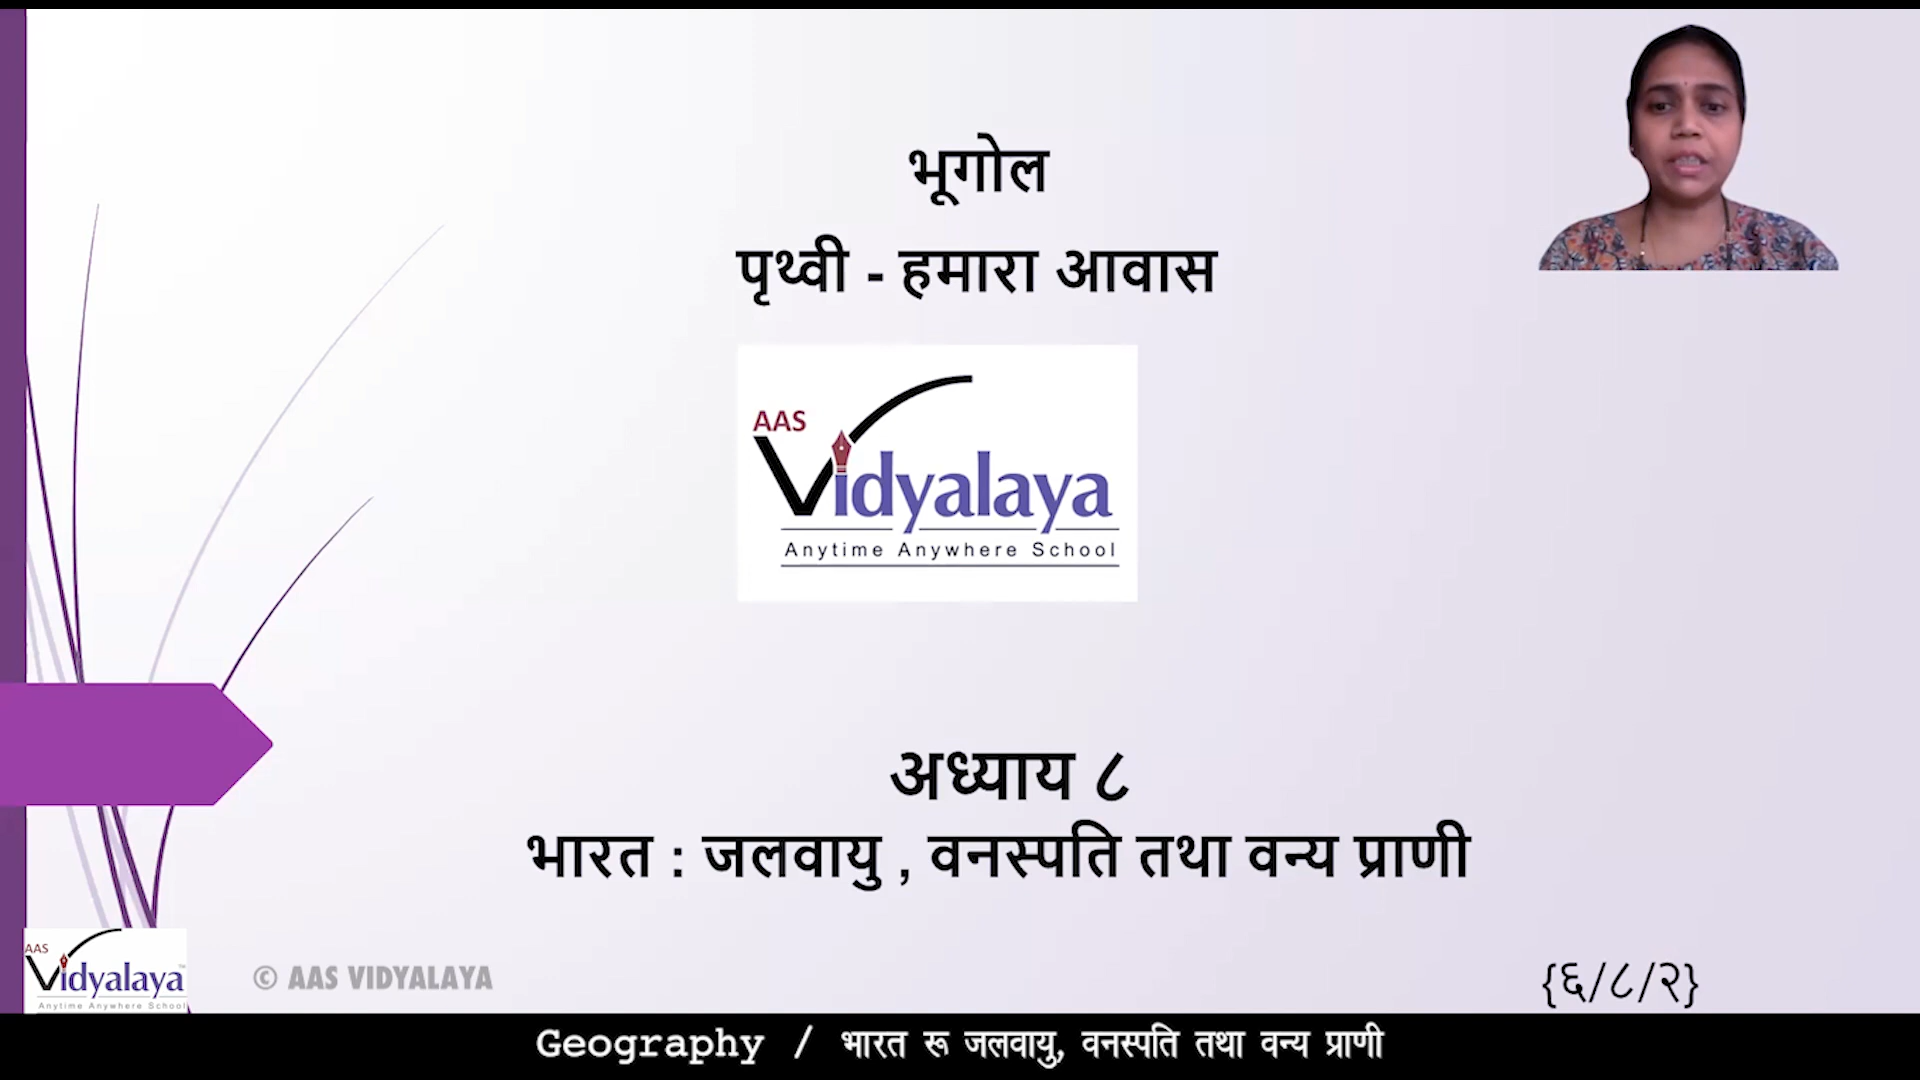 भूगोल
पृथ्वी - हमारा आवास
AAS
Vidyalaya
Anytime Anywhere School
अध्याय ८
भारत : जलवायु , वनस्पति तथा वन्य प्राणी
AAS
Vidyalaya
Anytime Anywhere School
© AAS VIDYALAYA
{६/८/२}
Geography / भारत रू जलवायु, वनस्पति तथा वन्य प्राणी